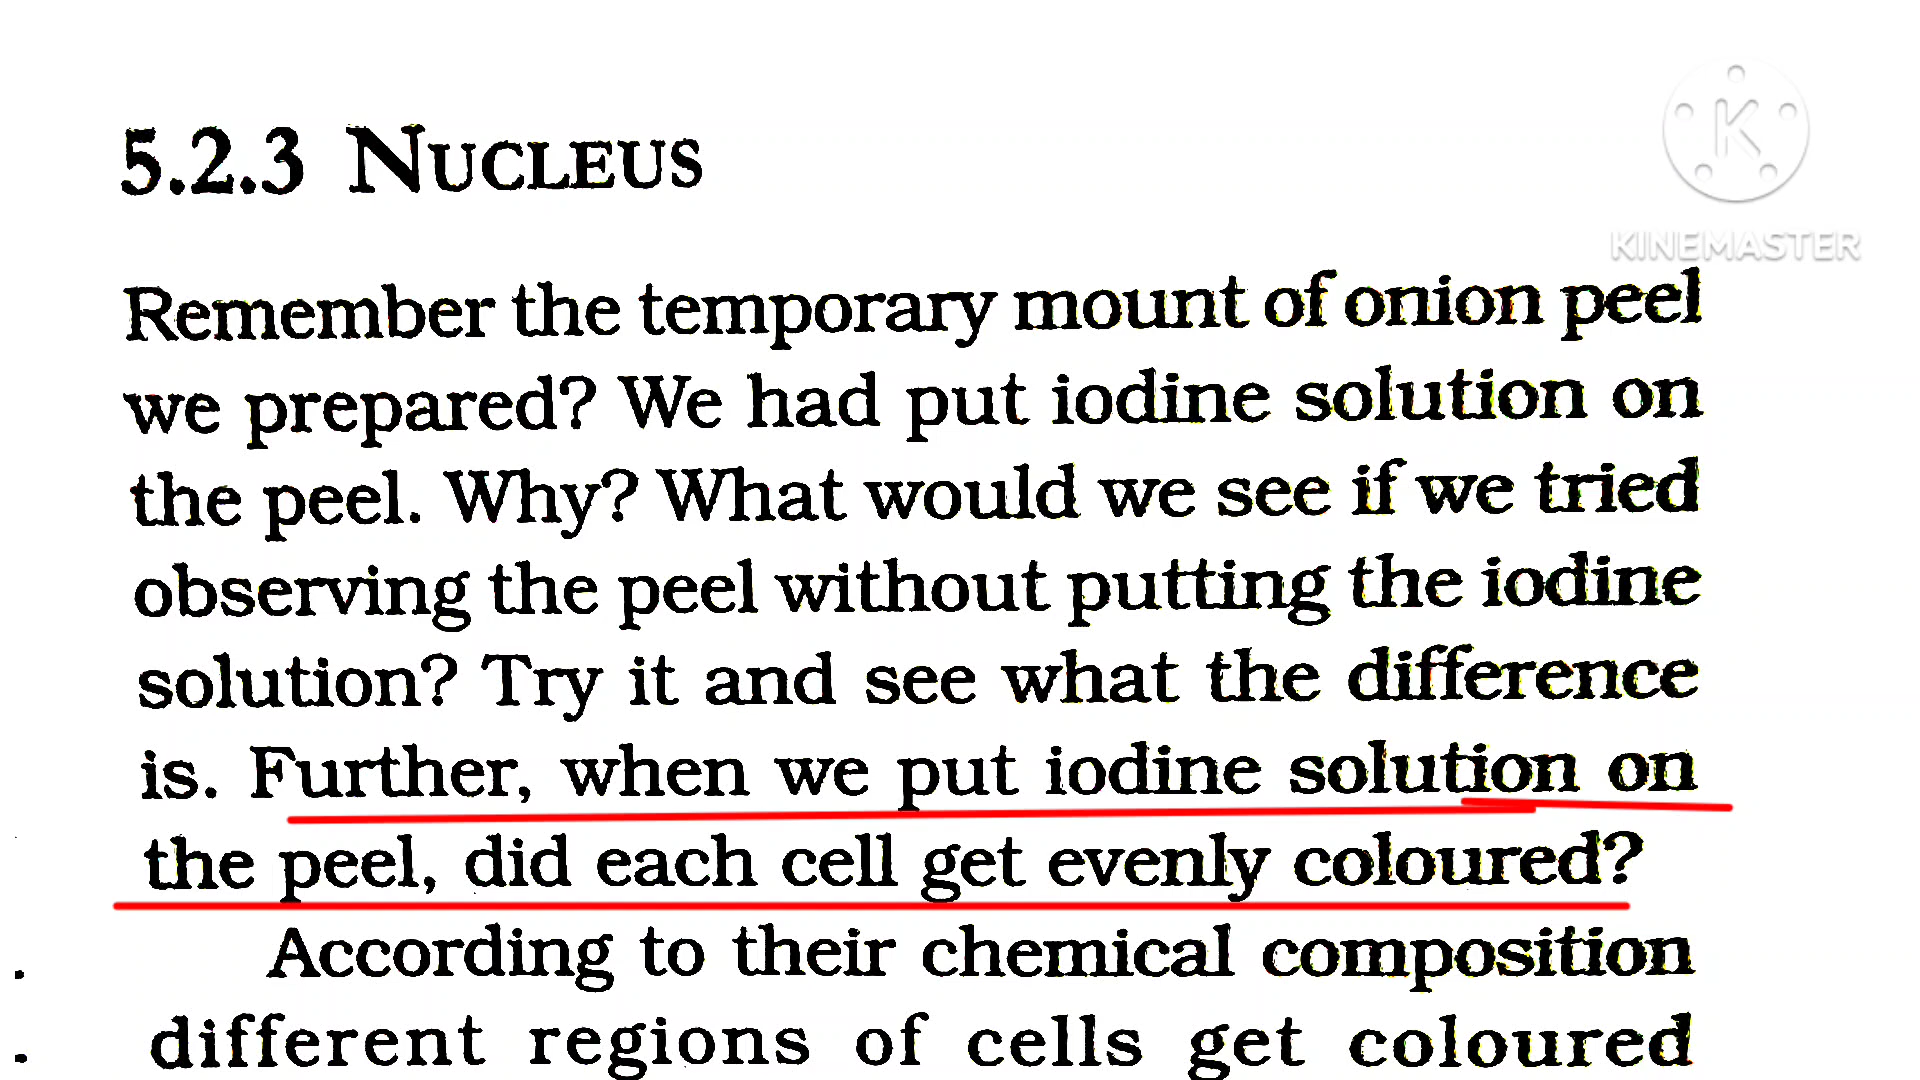 5.2.3 NUCLEUS
K
KINEMASTER
Remember the temporary mount of onion peel
we prepared? We had put iodine solution on
the peel. Why? What would we see if we tried
observing the peel without putting the iodine
solution? Try it and see what the difference
is. Further, when we put iodine solution on
the peel, did each cell get evenly coloured?
According to their chemical composition
different regions of cells get coloured